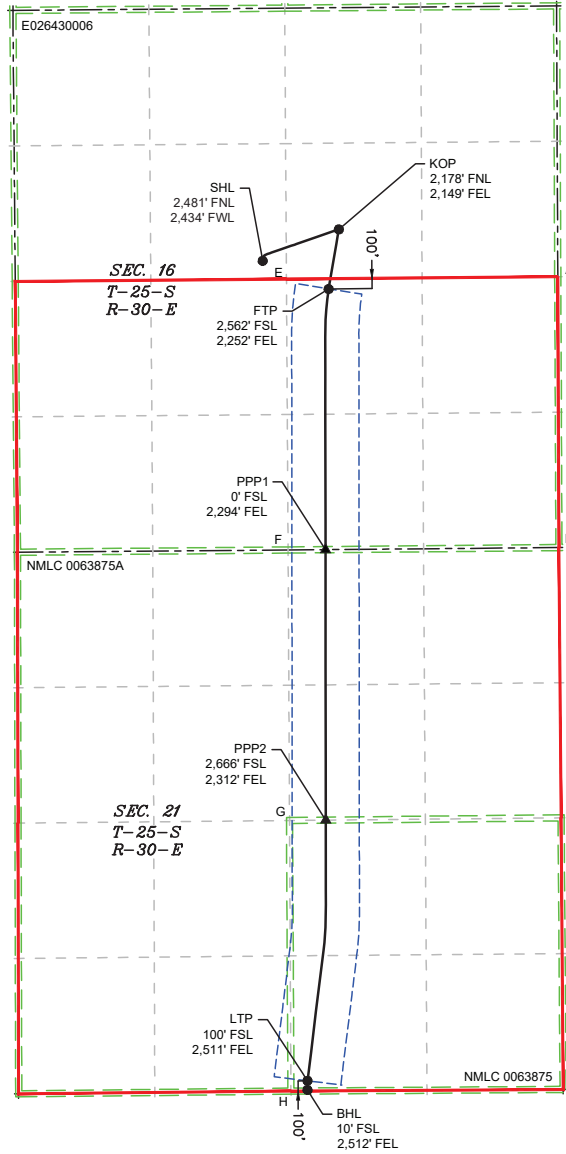 E026430006
KOP
2,178' FNL
2,149' FEL
SHL
2,481' FNL
2,434' FWL
100'
SEC. 16
T-25-S
R-30-E
E
FTP
2,562' FSL
2,252' FEL
PPP1
0' FSL
2,294' FEL
F
NMLC 0063875A
PPP2
2,666' FSL
2,312' FEL
G
SEC. 21
T-25-S
R-30-E
LTP
100' FSL
2,511' FEL
NMLC 0063875
H
100'
BHL
10' FSL
2,512' FEL